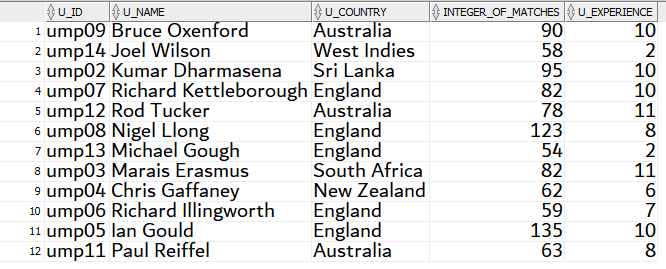 U_ID U_NAME U_COUNTRY INTEGER_OF_MATCHES U_EXPERIENCE
1 ump09 Bruce Oxenford Australia 90 10
2 ump14 Joel Wilson West Indies 58 2
3 ump02 Kumar Dharmasena Sri Lanka 95 10
4 ump07 Richard Kettleborough England 82 10
5 ump12 Rod Tucker Australia 78 11
6 ump08 Nigel Llong England 123 8
7 ump13 Michael Gough England 54 2
8 ump03 Marais Erasmus South Africa 82 11
9 ump04 Chris Gaffaney New Zealand 62 6
10 ump06 Richard Illingworth England 59 7
11 ump05 Ian Gould England 135 10
12 ump11 Paul Reiffel Australia 63 8